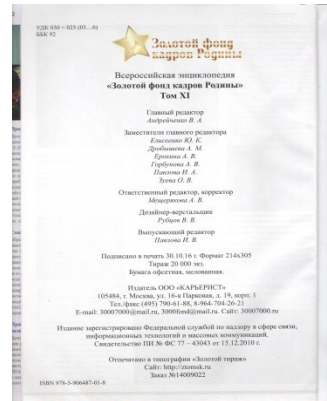 УДК 030 = 025 (03...6)
ББК 92
Золотой фонд
кадров Родины
Всероссийская энциклопедия
«Золотой фонд кадров Родины»
Том XI
Главный редактор
Андрейченко В. А.
Заместители главного редактора
Елисеенко Ю. К.
Дробышева А. М.
Ерохина А. В.
Горбунова А. В.
Павлова И. А.
Зуева О. В.
Ответственный редактор, корректор
Мещерякова А. В.
Дизайнер-верстальщик
Рубцов В. В.
Выпускающий редактор
Павлова И. В.
Подписано в печать 30.10.16 г. Формат 214х305
Тираж 20 000 экз.
Бумага офсетная, мелованная.
Издатель ООО «КАРЬЕРИСТ»
105484, г. Москва, ул. 16-я Парковая, д. 19, корп. 1
Тел./факс (495) 790-61-88, 8-964-704-26-21
E-mail: 30007000@mail.ru, 3000fond@mail.ru. Сайт: 30007000.ru
Издание зарегистрировано Федеральной службой по надзору в сфере связи,
информационных технологий и массовых коммуникаций.
Свидетельство ПИ № ФС 77 – 43043 от 15.12.2010 г.
Отпечатано в типографии «Золотой тираж»
Сайт: http://ztomsk.ru
Заказ №14009022
ISBN 978-5-906487-01-8